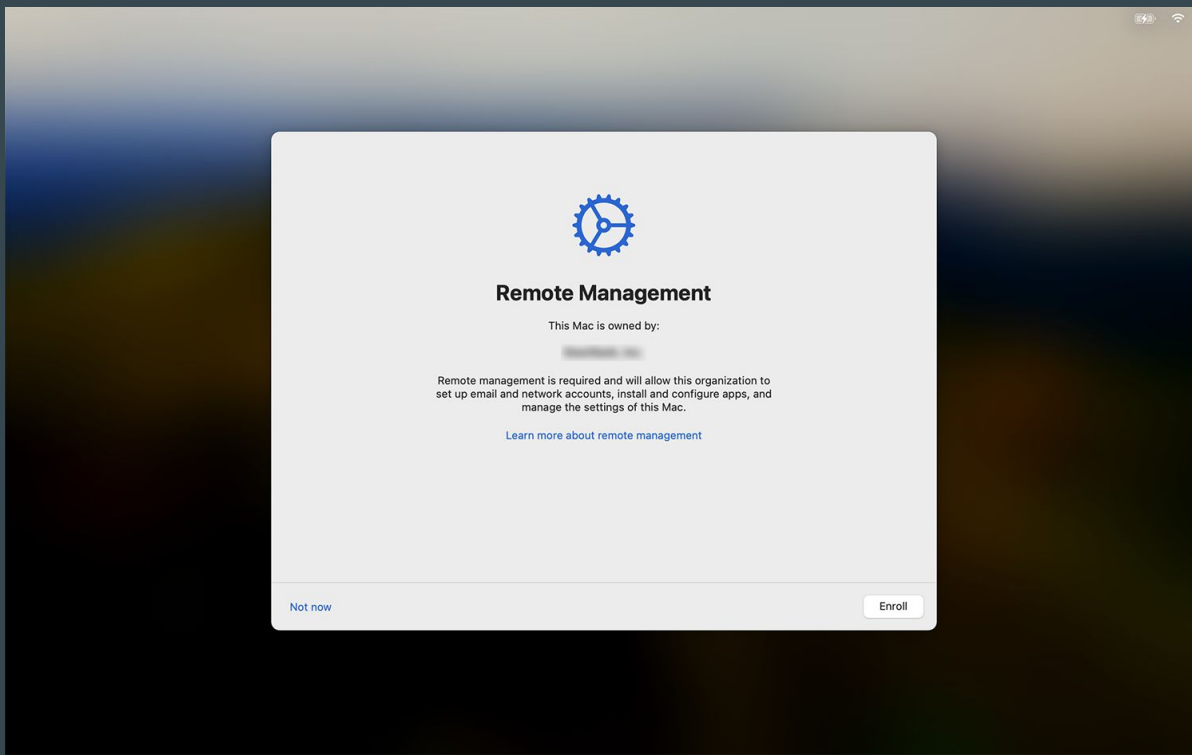 Remote Management
This Mac is owned by:
Remote management is required and will allow this organization to
set up email and network accounts, install and configure apps, and
manage the settings of this Mac.
Learn more about remote management
Not now
Enroll